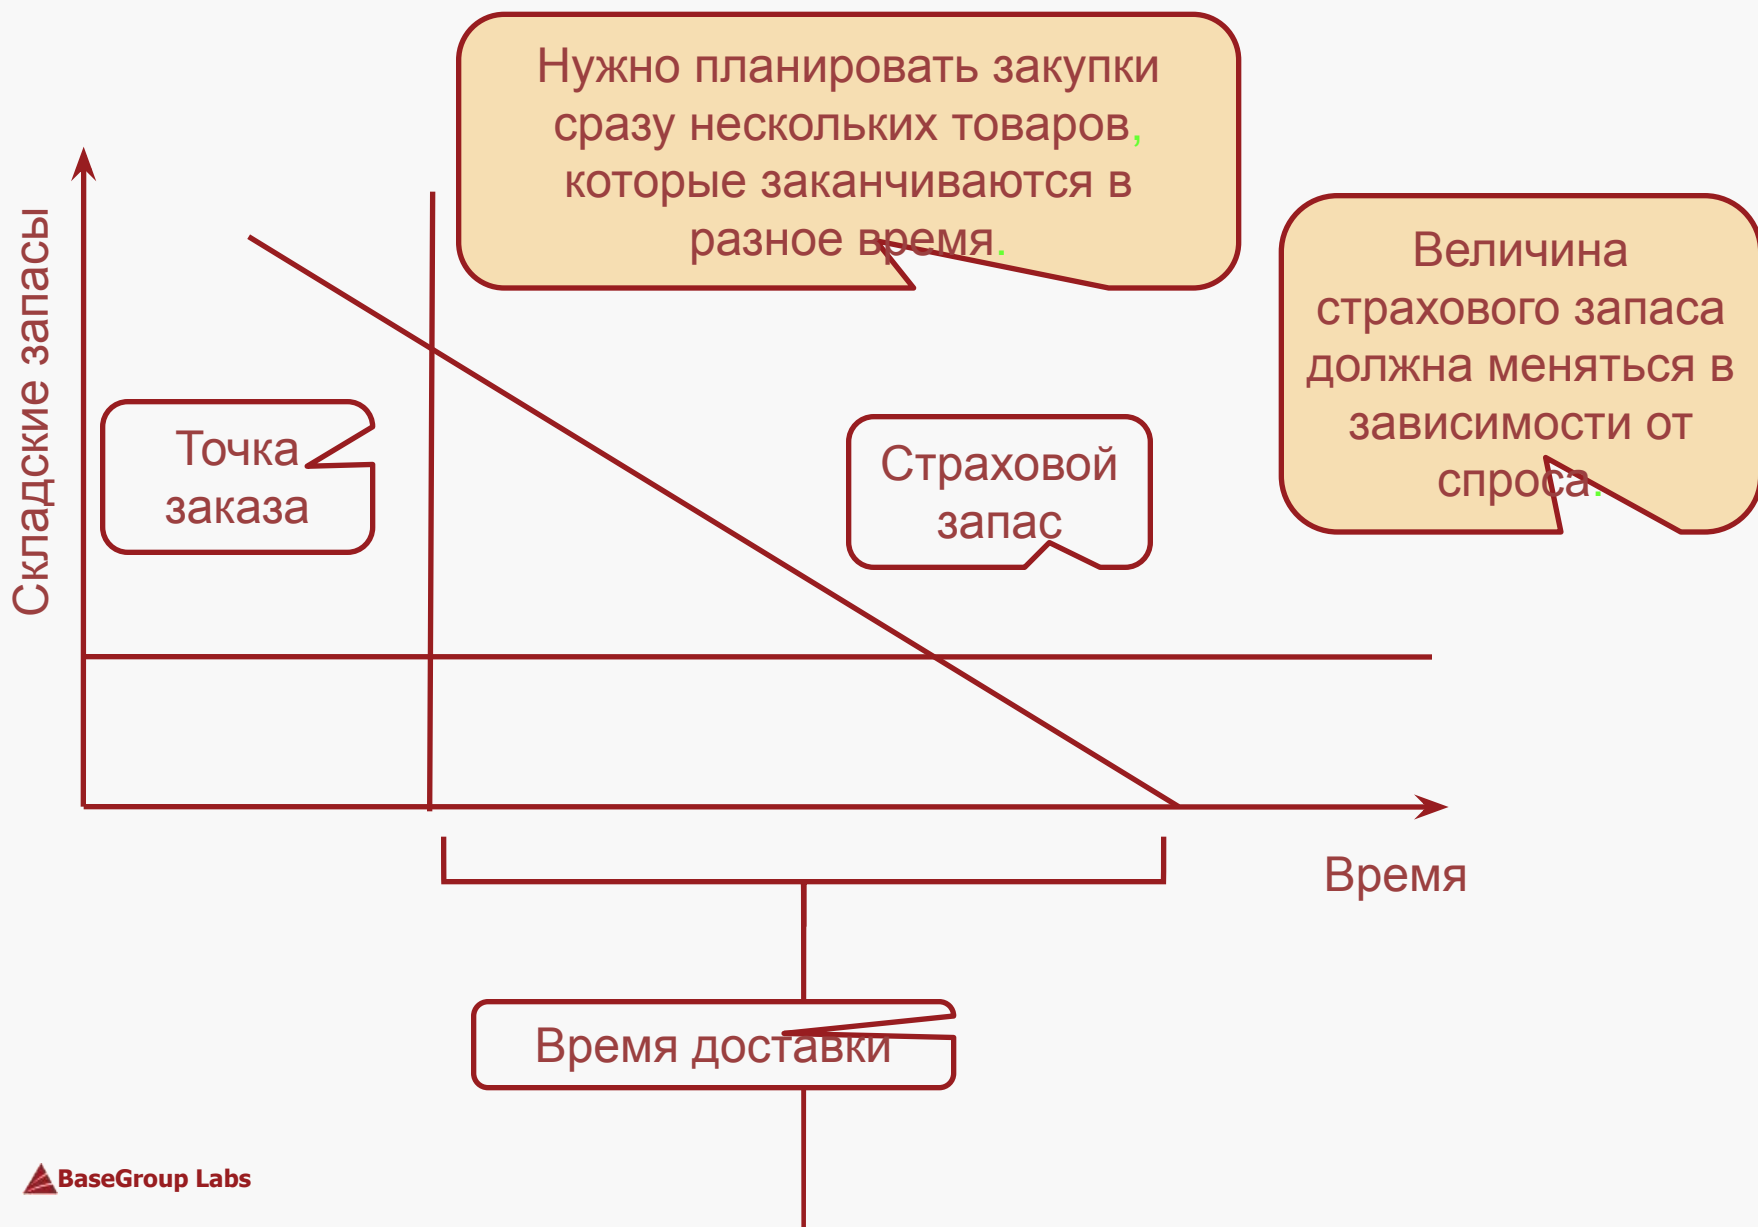 Нужно планировать закупки
сразу нескольких товаров,
которые заканчиваются в
разное время.
Величина
страхового запаса
должна меняться в
зависимости от
спроса.
Складские запасы
Точка
заказа
Страховой
запас
Время
Время доставки
BaseGroup Labs